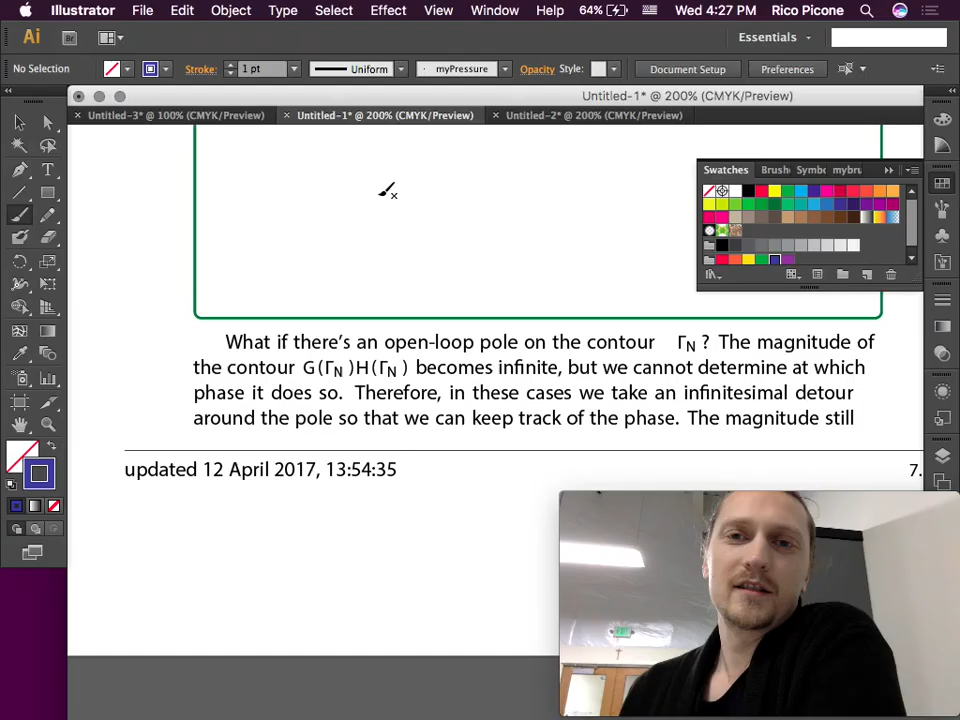 Illustrator File Edit Object Type Select Effect View Window Help 64% Wed 4:27 PM Rico Picone
Ai Br Essentials
No Selection Stroke: 1 pt Uniform myPressure Opacity Style: Document Setup Preferences
Untitled-1* @ 200% (CMYK/Preview)
Untitled-3* @ 100% (CMYK/Preview) Untitled-1* @ 200% (CMYK/Preview) Untitled-2* @ 200% (CMYK/Preview)
Swatches Brush Symbo mybru
What if there's an open-loop pole on the contour Γ_N ? The magnitude of
the contour G(Γ_N )H(Γ_N ) becomes infinite, but we cannot determine at which
phase it does so. Therefore, in these cases we take an infinitesimal detour
around the pole so that we can keep track of the phase. The magnitude still
updated 12 April 2017, 13:54:35 7.